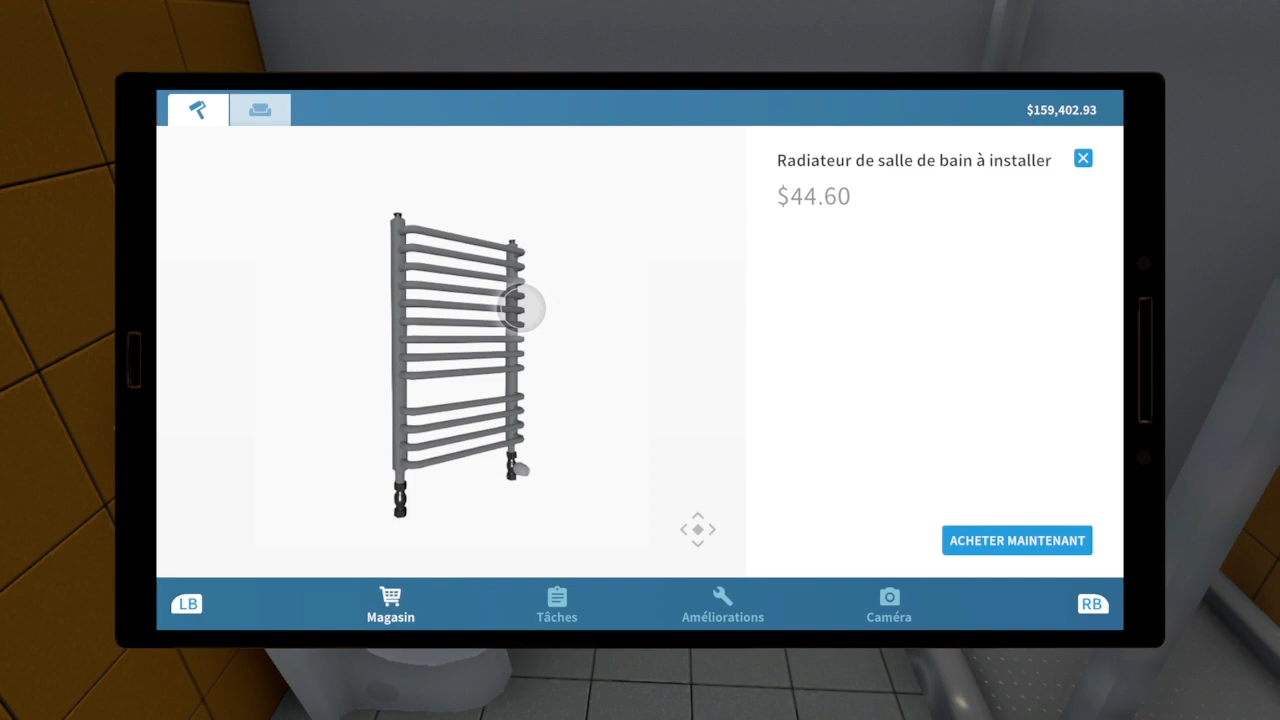 $159,402.93
Radiateur de salle de bain à installer
$44.60
ACHETER MAINTENANT
LB
Magasin
Tâches
Améliorations
Caméra
RB